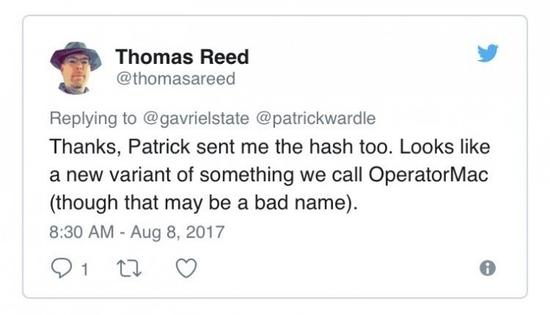 Thomas Reed
@thomasareed
Replying to @gavrielstate @patrickwardle
Thanks, Patrick sent me the hash too. Looks like
a new variant of something we call OperatorMac
(though that may be a bad name).
8:30 AM - Aug 8, 2017
1